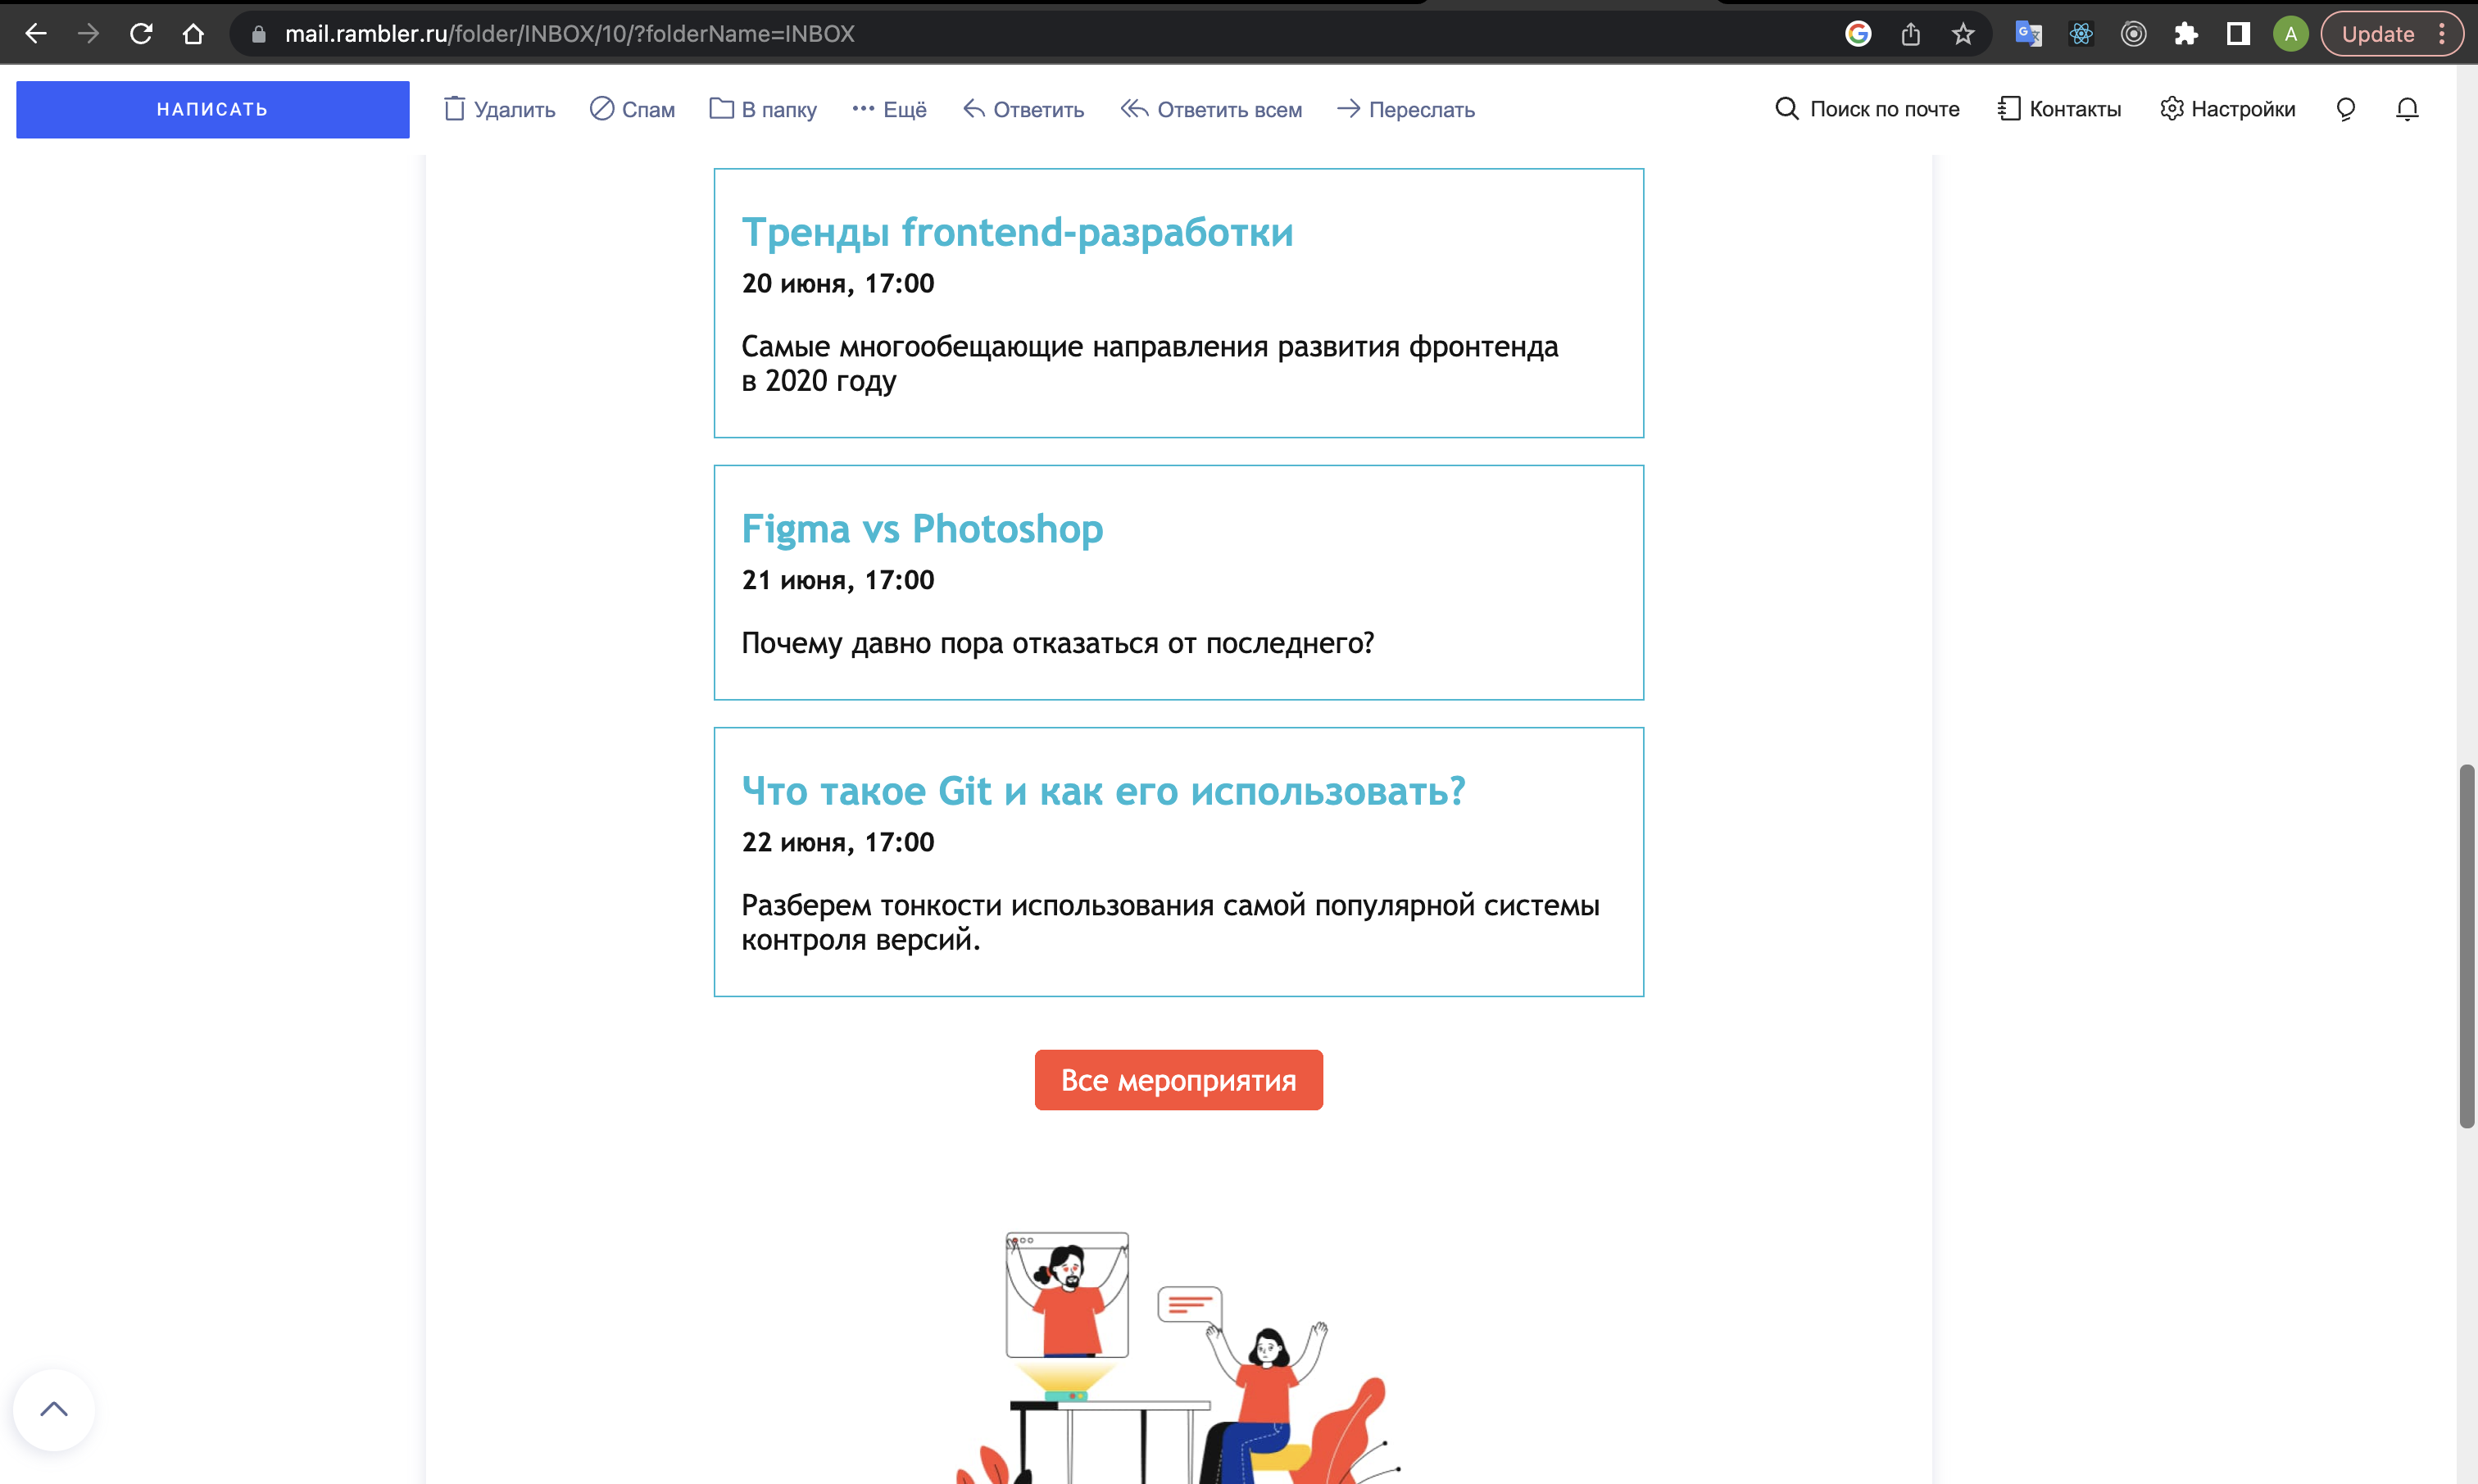 mail.rambler.ru/folder/INBOX/10/?folderName=INBOX
A
Update
НАПИСАТЬ
Удалить
Спам
В папку
Ещё
Ответить
Ответить всем
Переслать
Поиск по почте
Контакты
Настройки
Тренды frontend-разработки
20 июня, 17:00
Самые многообещающие направления развития фронтенда
в 2020 году
Figma vs Photoshop
21 июня, 17:00
Почему давно пора отказаться от последнего?
Что такое Git и как его использовать?
22 июня, 17:00
Разберем тонкости использования самой популярной системы
контроля версий.
Все мероприятия